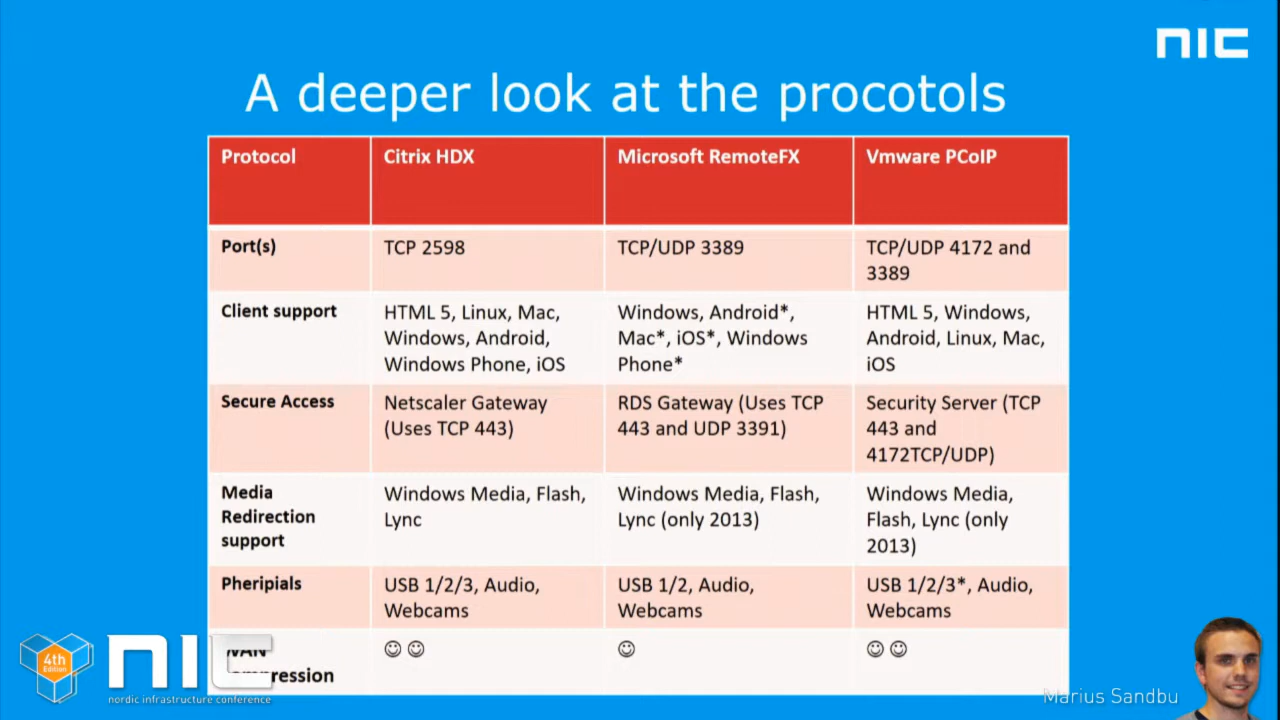 NIC
A deeper look at the procotols
Protocol
Citrix HDX
Microsoft RemoteFX
Vmware PCoIP
Port(s)
TCP 2598
TCP/UDP 3389
TCP/UDP 4172 and
3389
Client support
HTML 5, Linux, Mac,
Windows, Android,
Windows Phone, iOS
Windows, Android*,
Mac*, iOS*, Windows
Phone*
HTML 5, Windows,
Android, Linux, Mac,
iOS
Secure Access
Netscaler Gateway
(Uses TCP 443)
RDS Gateway (Uses TCP
443 and UDP 3391)
Security Server (TCP
443 and
4172TCP/UDP)
Media
Redirection
support
Windows Media, Flash,
Lync
Windows Media, Flash,
Lync (only 2013)
Windows Media,
Flash, Lync (only
2013)
Pheripials
USB 1/2/3, Audio,
Webcams
USB 1/2, Audio,
Webcams
USB 1/2/3*, Audio,
Webcams
WAN
☺ ☺
☺
☺ ☺
4th
Edition
NIC
nordic infrastructure conference
Marius Sandbu